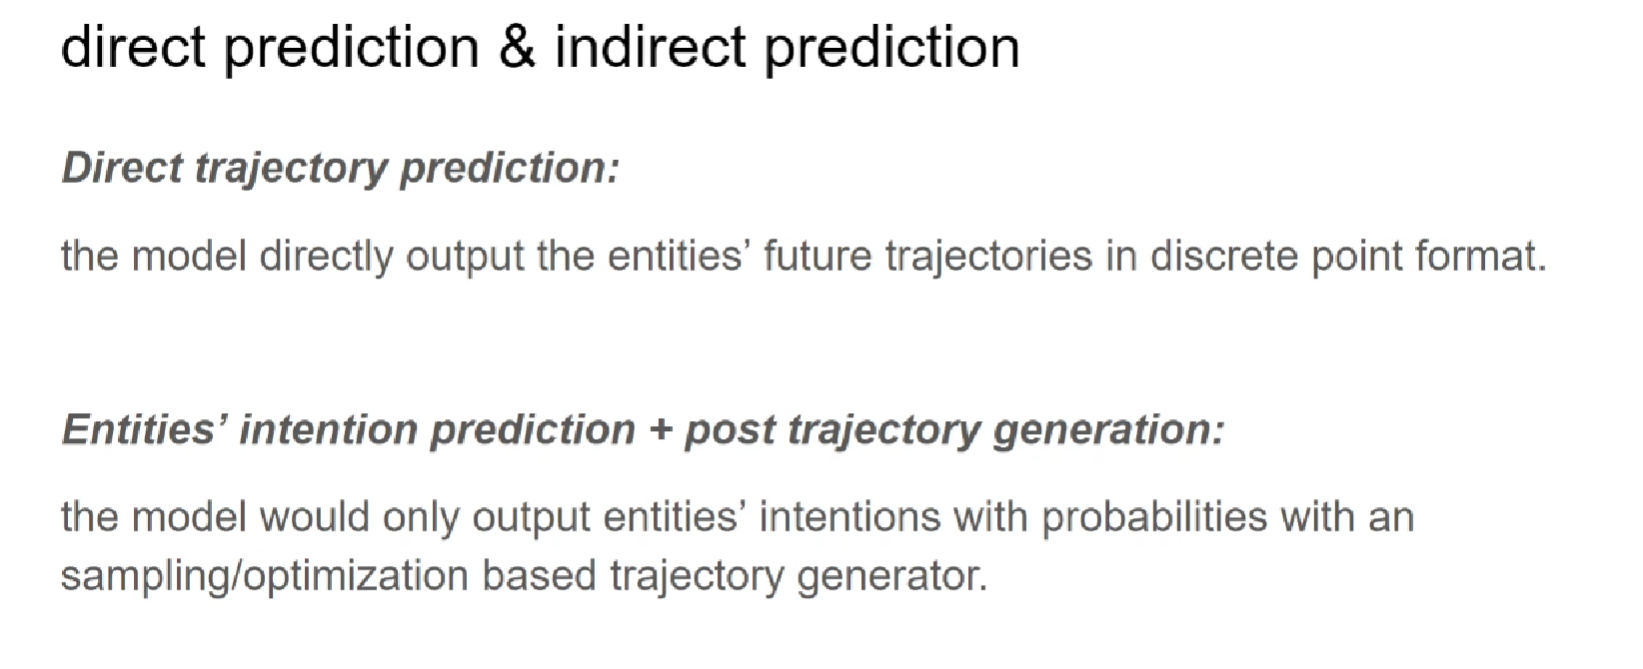 direct prediction & indirect prediction
Direct trajectory prediction:
the model directly output the entities’ future trajectories in discrete point format.
Entities’ intention prediction + post trajectory generation:
the model would only output entities’ intentions with probabilities with an
sampling/optimization based trajectory generator.